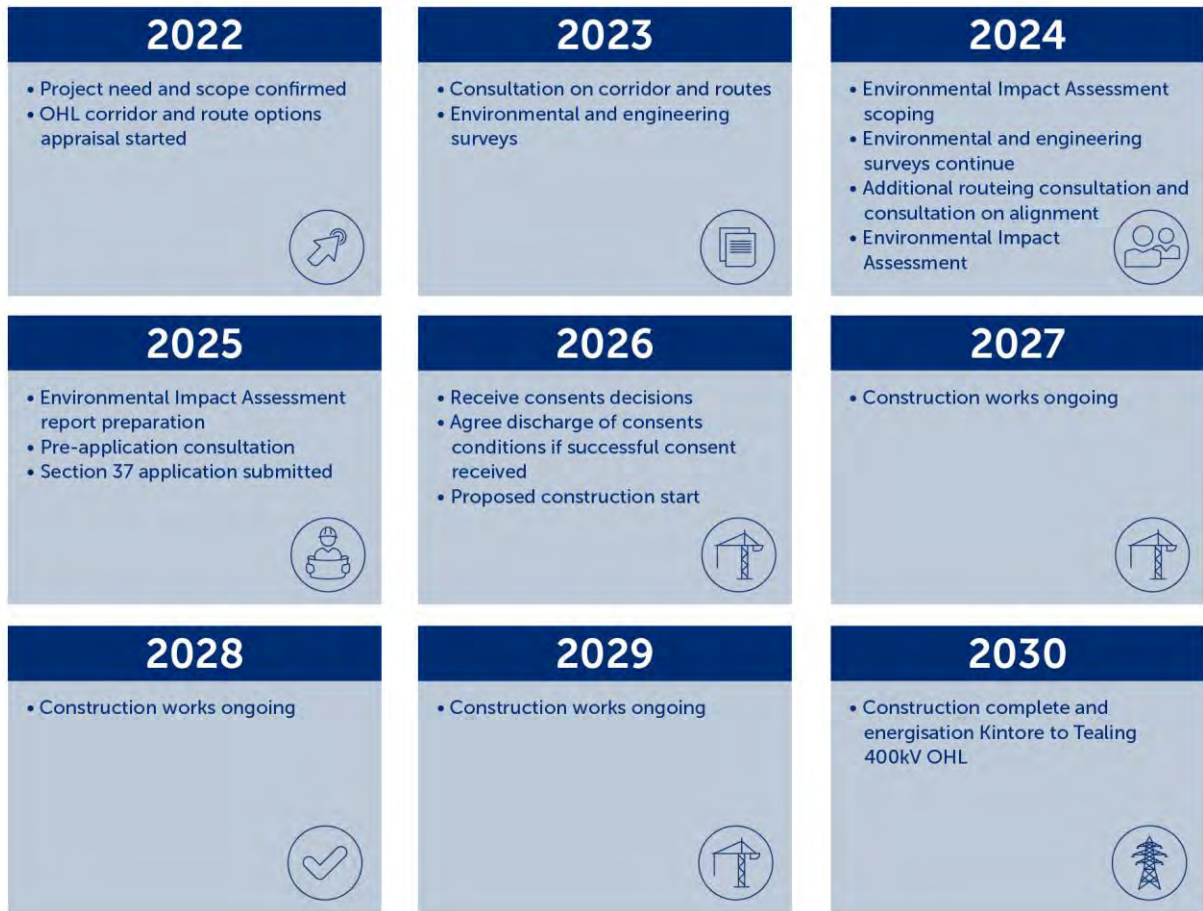 2022
• Project need and scope confirmed
• OHL corridor and route options
appraisal started
2023
• Consultation on corridor and routes
• Environmental and engineering
surveys
2024
• Environmental Impact Assessment
scoping
• Environmental and engineering
surveys continue
• Additional routeing consultation and
consultation on alignment
• Environmental Impact
Assessment
2025
• Environmental Impact Assessment
report preparation
• Pre-application consultation
• Section 37 application submitted
2026
• Receive consents decisions
• Agree discharge of consents
conditions if successful consent
received
• Proposed construction start
2027
• Construction works ongoing
2028
• Construction works ongoing
2029
• Construction works ongoing
2030
• Construction complete and
energisation Kintore to Tealing
400kV OHL